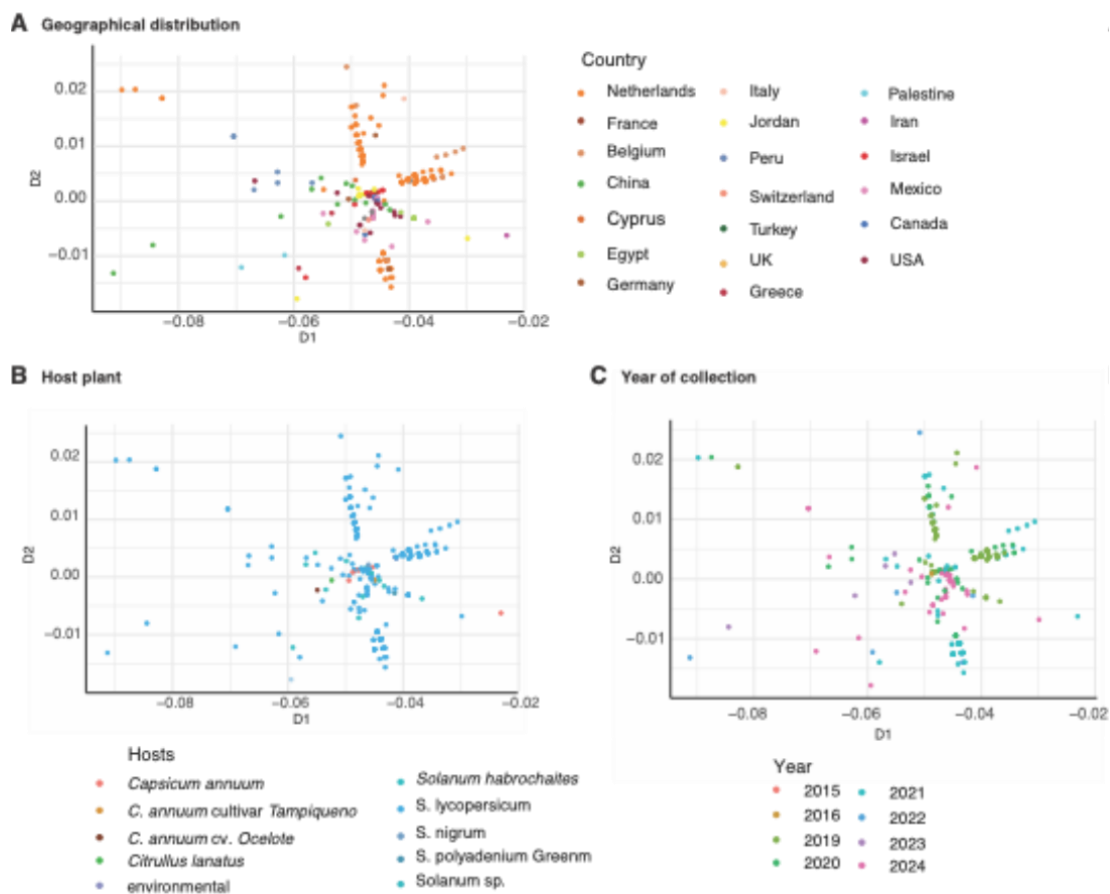 A Geographical distribution
D2
0.02
0.01
0.00
−0.01
−0.08 −0.06 −0.04 −0.02
D1
Country
Netherlands
France
Belgium
China
Cyprus
Egypt
Germany
Italy
Jordan
Peru
Switzerland
Turkey
UK
Greece
Palestine
Iran
Israel
Mexico
Canada
USA
B Host plant
D2
0.02
0.01
0.00
−0.01
−0.08 −0.06 −0.04 −0.02
D1
Hosts
Capsicum annuum
C. annuum cultivar Tampiqueno
C. annuum cv. Ocelote
Citrullus lanatus
environmental
Solanum habrochaites
S. lycopersicum
S. nigrum
S. polyadenium Greenm
Solanum sp.
C Year of collection
D2
0.02
0.01
0.00
−0.01
−0.08 −0.06 −0.04 −0.02
D1
Year
2015
2016
2019
2020
2021
2022
2023
2024